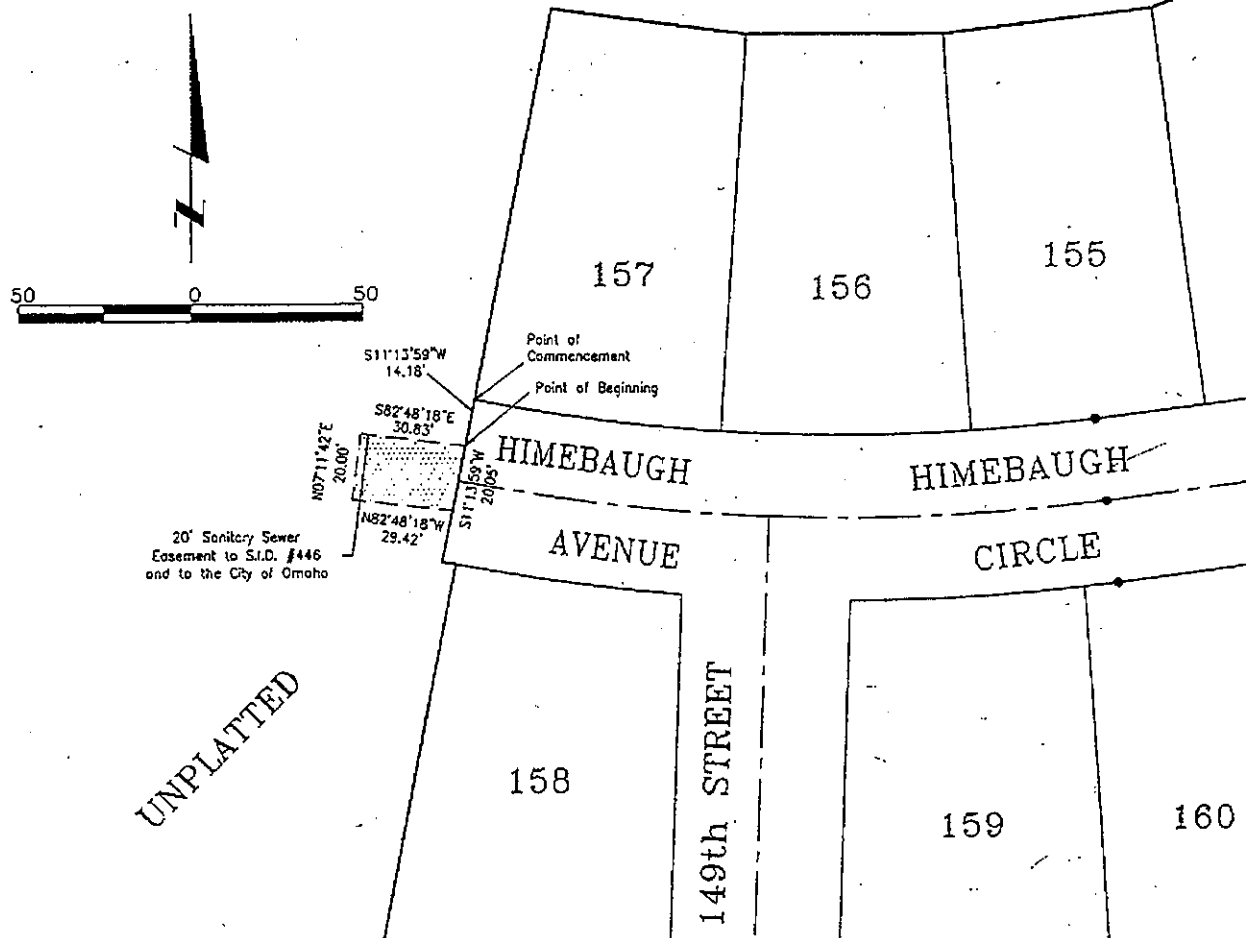 50 0 50
N
157
156
155
S11°13'59"W
14.18'
Point of
Commencement
Point of Beginning
S82°48'18"E
30.83'
N07°11'42"E
20.00'
S11°13'59"W
20.05'
N82°48'18"W
29.42'
HIMEBAUGH
HIMEBAUGH
AVENUE
CIRCLE
20' Sanitary Sewer
Easement to S.I.D. #446
and to the City of Omaha
UNPLATTED
158
149th STREET
159
160